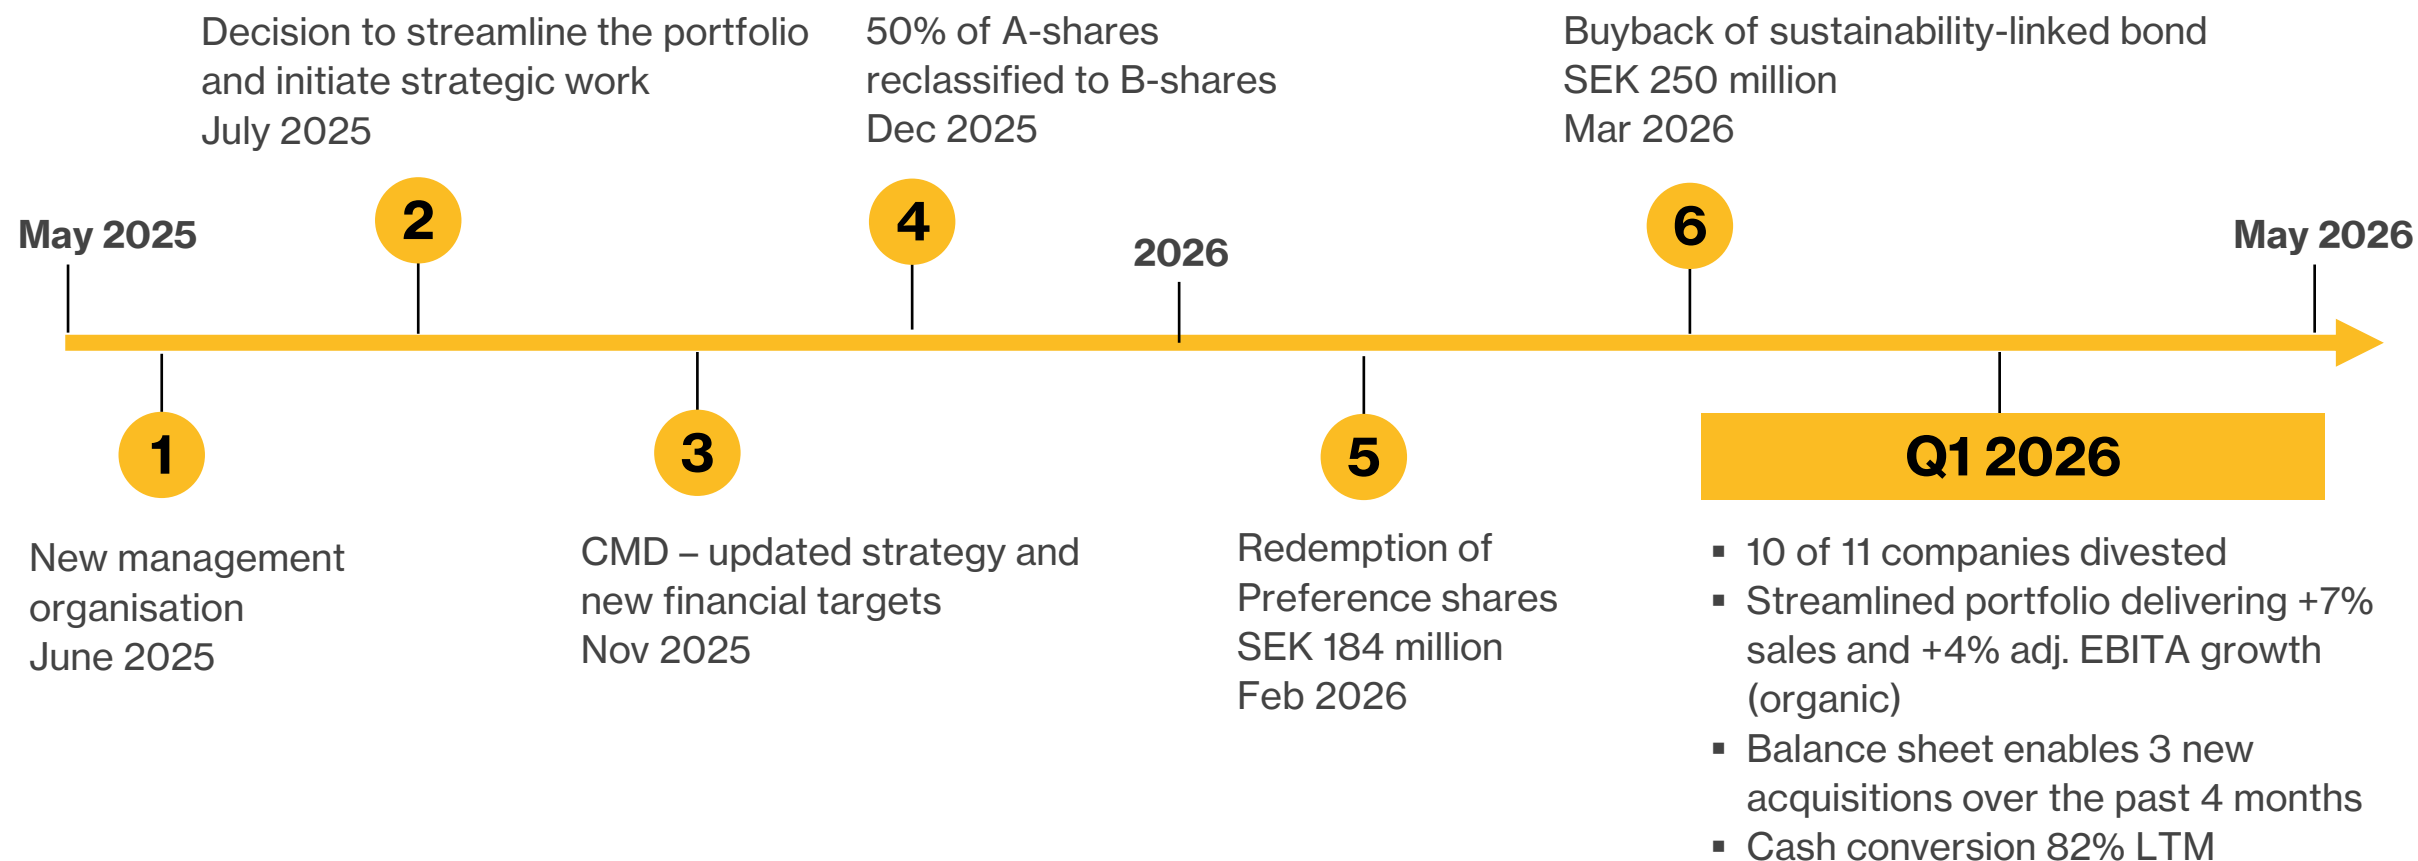 Decision to streamline the portfolio
and initiate strategic work
July 2025
50% of A-shares
reclassified to B-shares
Dec 2025
Buyback of sustainability-linked bond
SEK 250 million
Mar 2026
May 2025
2
4
2026
6
May 2026
1
3
5
Q1 2026
New management
organisation
June 2025
CMD – updated strategy and
new financial targets
Nov 2025
Redemption of
Preference shares
SEK 184 million
Feb 2026
▪ 10 of 11 companies divested
▪ Streamlined portfolio delivering +7%
sales and +4% adj. EBITA growth
(organic)
▪ Balance sheet enables 3 new
acquisitions over the past 4 months
▪ Cash conversion 82% LTM